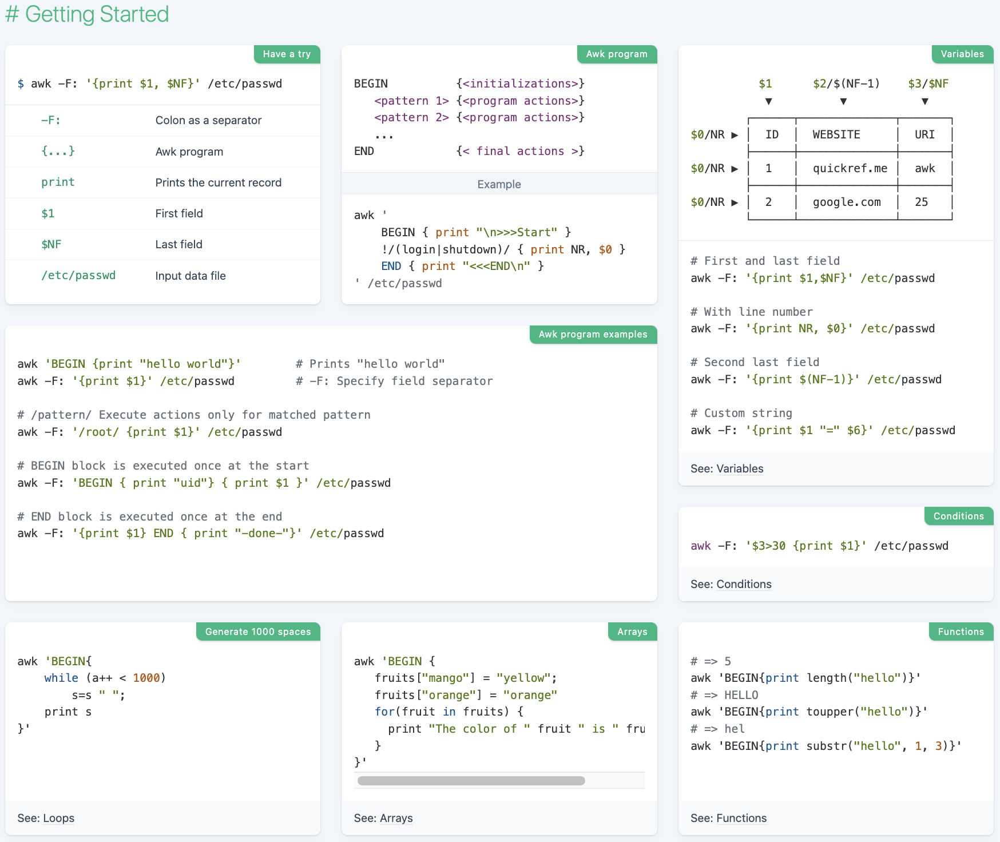 # Getting Started
Have a try
$ awk -F: '{print $1, $NF}' /etc/passwd
-F: Colon as a separator
{...} Awk program
print Prints the current record
$1 First field
$NF Last field
/etc/passwd Input data file
Awk program
BEGIN {<initializations>}
<pattern 1> {<program actions>}
<pattern 2> {<program actions>}
...
END {< final actions >}
Example
awk '
BEGIN { print "\n>>>Start" }
!/(login|shutdown)/ { print NR, $0 }
END { print "<<<END\n" }
' /etc/passwd
Variables
$1 $2/$(NF-1) $3/$NF
▼ ▼ ▼
$0/NR ▶ │ ID │ WEBSITE │ URI │
$0/NR ▶ │ 1 │ quickref.me │ awk │
$0/NR ▶ │ 2 │ google.com │ 25 │
# First and last field
awk -F: '{print $1,$NF}' /etc/passwd
# With line number
awk -F: '{print NR, $0}' /etc/passwd
# Second last field
awk -F: '{print $(NF-1)}' /etc/passwd
# Custom string
awk -F: '{print $1 "=" $6}' /etc/passwd
See: Variables
Awk program examples
awk 'BEGIN {print "hello world"}' # Prints "hello world"
awk -F: '{print $1}' /etc/passwd # -F: Specify field separator
# /pattern/ Execute actions only for matched pattern
awk -F: '/root/ {print $1}' /etc/passwd
# BEGIN block is executed once at the start
awk -F: 'BEGIN { print "uid"} { print $1 }' /etc/passwd
# END block is executed once at the end
awk -F: '{print $1} END { print "-done-"}' /etc/passwd
Conditions
awk -F: '$3>30 {print $1}' /etc/passwd
See: Conditions
Generate 1000 spaces
awk 'BEGIN{
while (a++ < 1000)
s=s " ";
print s
}'
See: Loops
Arrays
awk 'BEGIN {
fruits["mango"] = "yellow";
fruits["orange"] = "orange"
for(fruit in fruits) {
print "The color of " fruit " is " fru
}
}'
See: Arrays
Functions
# => 5
awk 'BEGIN{print length("hello")}'
# => HELLO
awk 'BEGIN{print toupper("hello")}'
# => hel
awk 'BEGIN{print substr("hello", 1, 3)}'
See: Functions